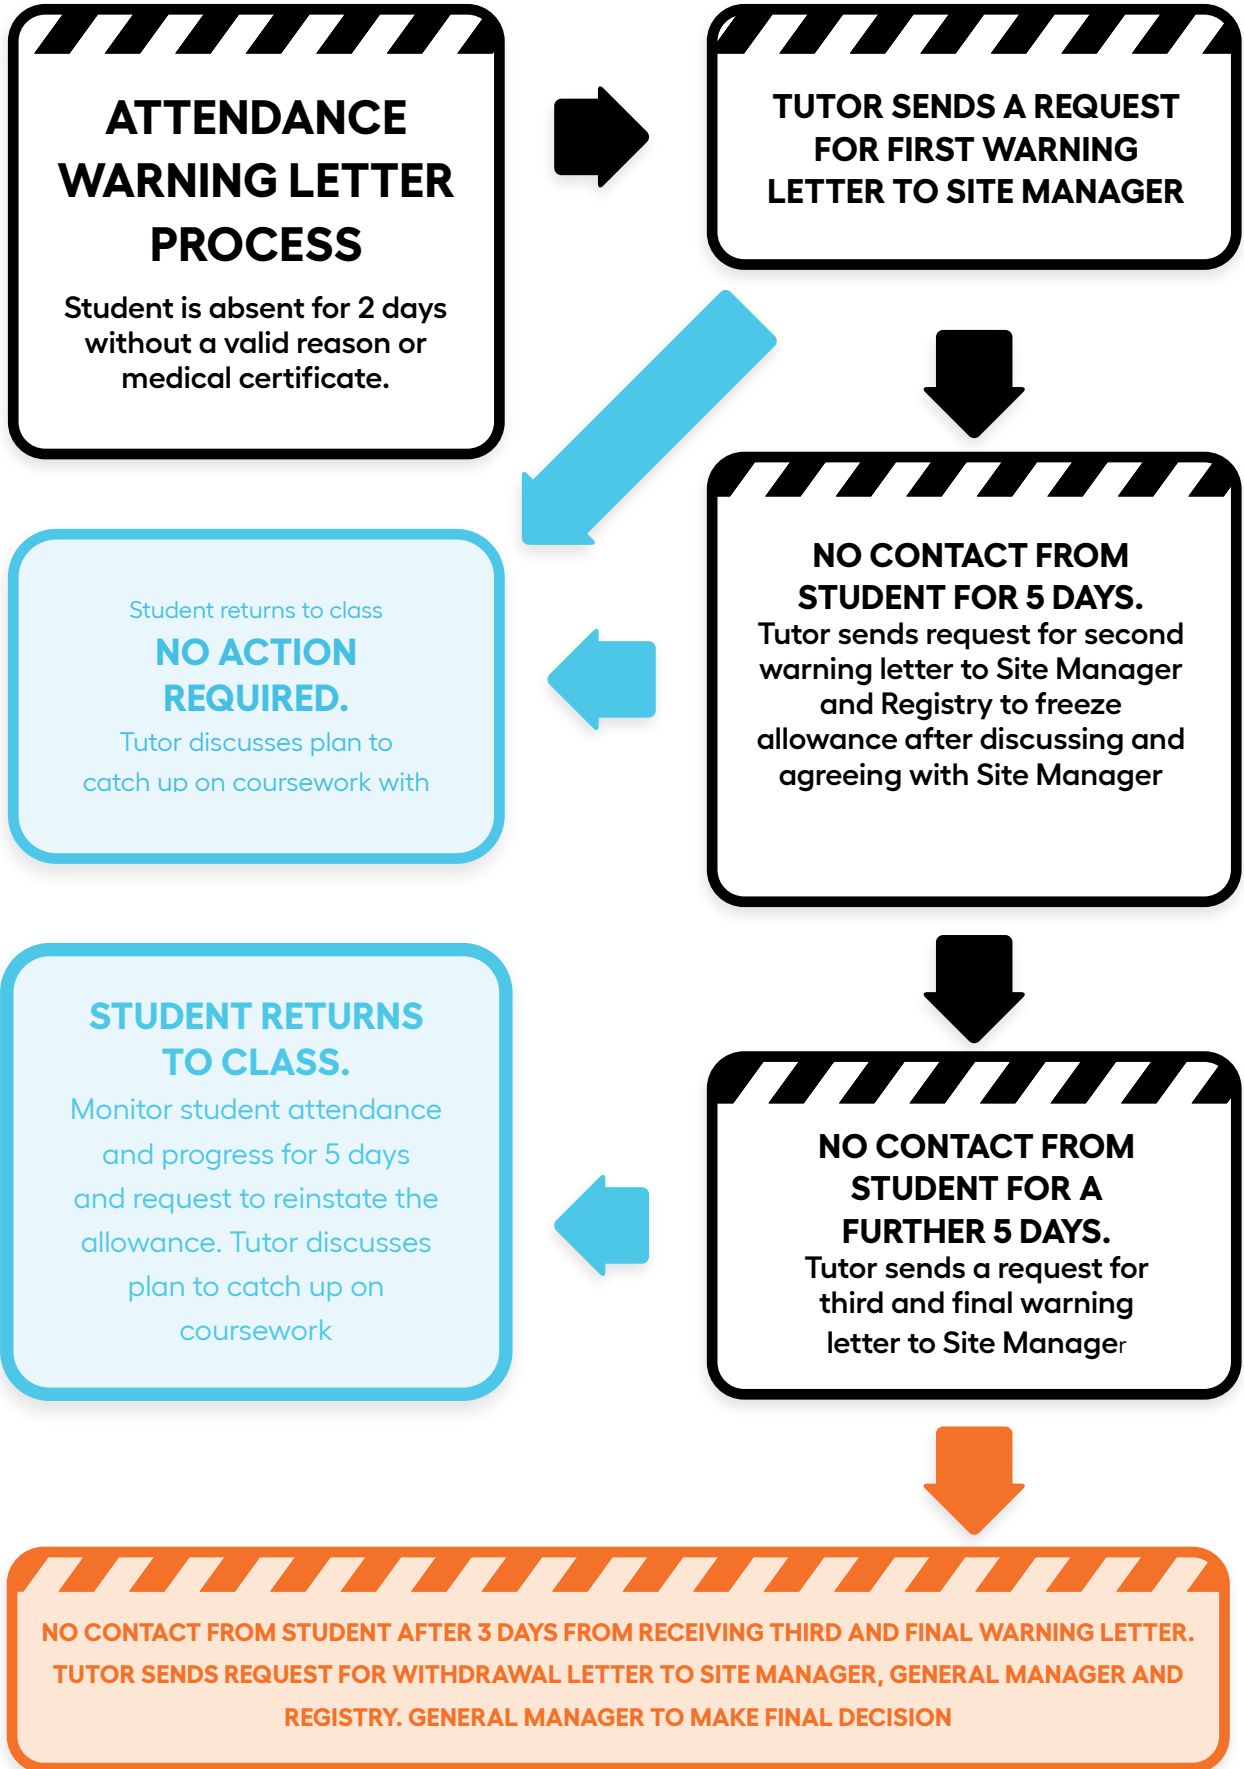 ATTENDANCE
WARNING LETTER
PROCESS
Student is absent for 2 days
without a valid reason or
medical certificate.
TUTOR SENDS A REQUEST
FOR FIRST WARNING
LETTER TO SITE MANAGER
NO CONTACT FROM
STUDENT FOR 5 DAYS.
Tutor sends request for second
warning letter to Site Manager
and Registry to freeze
allowance after discussing and
agreeing with Site Manager
Student returns to class
NO ACTION
REQUIRED.
Tutor discusses plan to
catch up on coursework with
NO CONTACT FROM
STUDENT FOR A
FURTHER 5 DAYS.
Tutor sends a request for
third and final warning
letter to Site Manager
STUDENT RETURNS
TO CLASS.
Monitor student attendance
and progress for 5 days
and request to reinstate the
allowance. Tutor discusses
plan to catch up on
coursework
NO CONTACT FROM STUDENT AFTER 3 DAYS FROM RECEIVING THIRD AND FINAL WARNING LETTER.
TUTOR SENDS REQUEST FOR WITHDRAWAL LETTER TO SITE MANAGER, GENERAL MANAGER AND
REGISTRY. GENERAL MANAGER TO MAKE FINAL DECISION